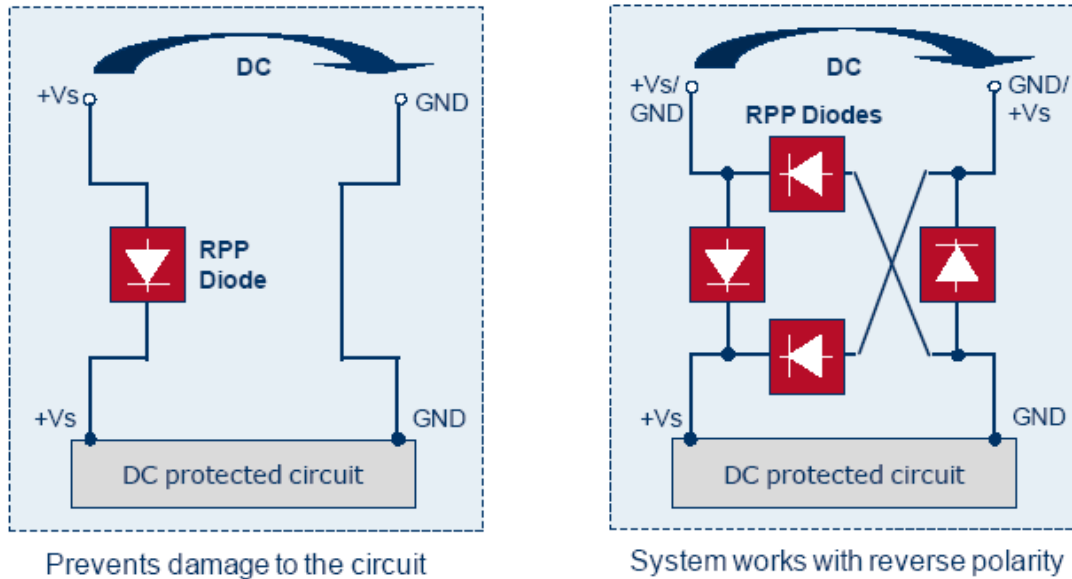 DC
+Vs
GND
RPP
Diode
+Vs
GND
DC protected circuit
Prevents damage to the circuit
DC
+Vs/
GND
GND/
+Vs
RPP Diodes
+Vs
GND
DC protected circuit
System works with reverse polarity